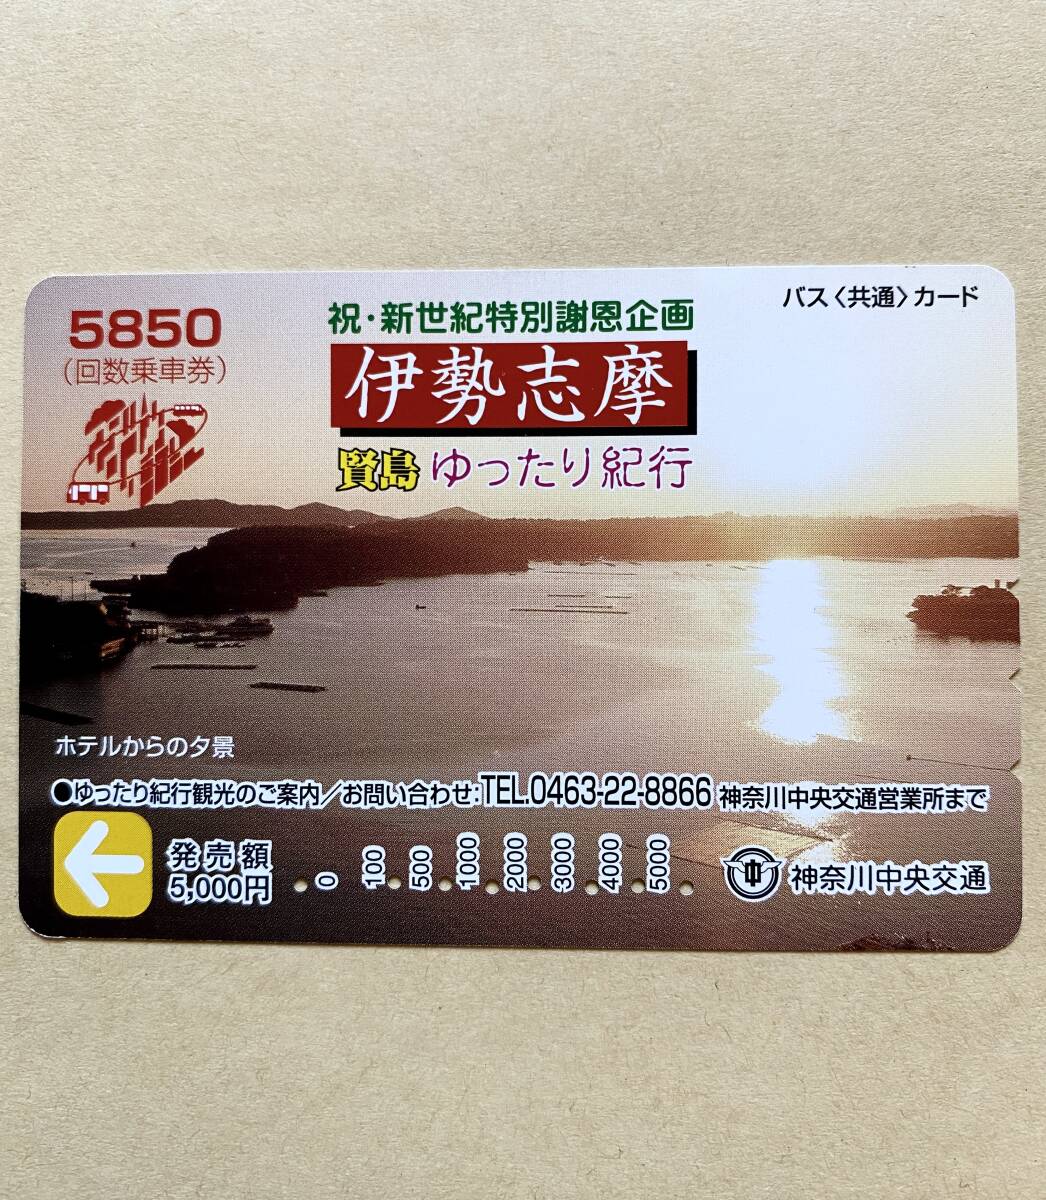 5850
(回数乗車券)
祝・新世紀特別謝恩企画
バス〈共通〉カード
伊勢志摩
賢島 ゆったり紀行
ホテルからの夕景
●ゆったり紀行観光のご案内/お問い合わせ:TEL.0463-22-8866 神奈川中央交通営業所まで
発売額
5,000円
0 100 500 1000 2000 3000 4000 5000
中 神奈川中央交通